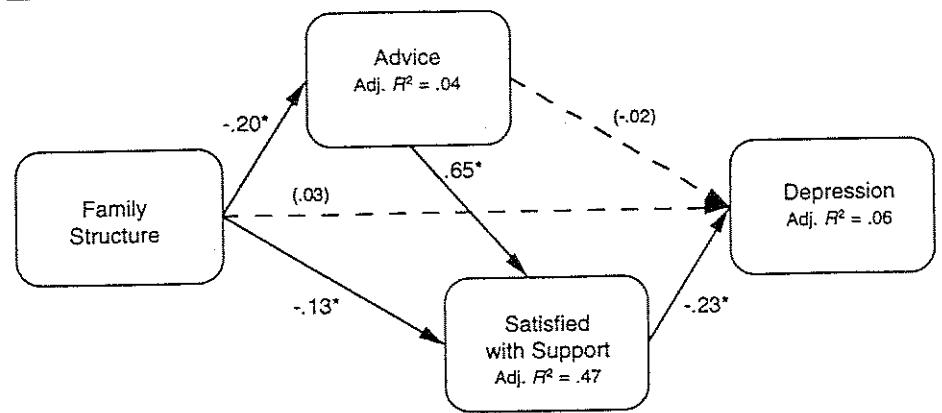 Advice
Adj. R² = .04
-.20*
(-.02)
.65*
Family
Structure
(.03)
Depression
Adj. R² = .06
-.13*
-.23*
Satisfied
with Support
Adj. R² = .47